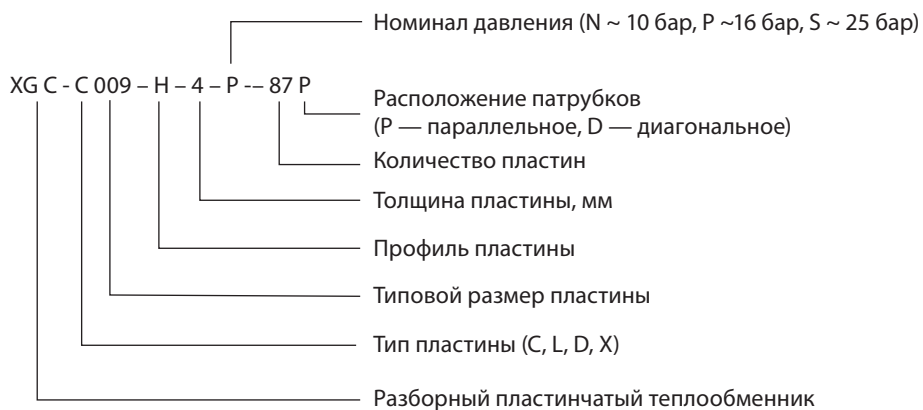 Номинал давления (N ~ 10 бар, P ~16 бар, S ~ 25 бар)
XG C - C 009 – H – 4 – P -– 87 P
Расположение патрубков
(P — параллельное, D — диагональное)
Количество пластин
Толщина пластины, мм
Профиль пластины
Типовой размер пластины
Тип пластины (C, L, D, X)
Разборный пластинчатый теплообменник